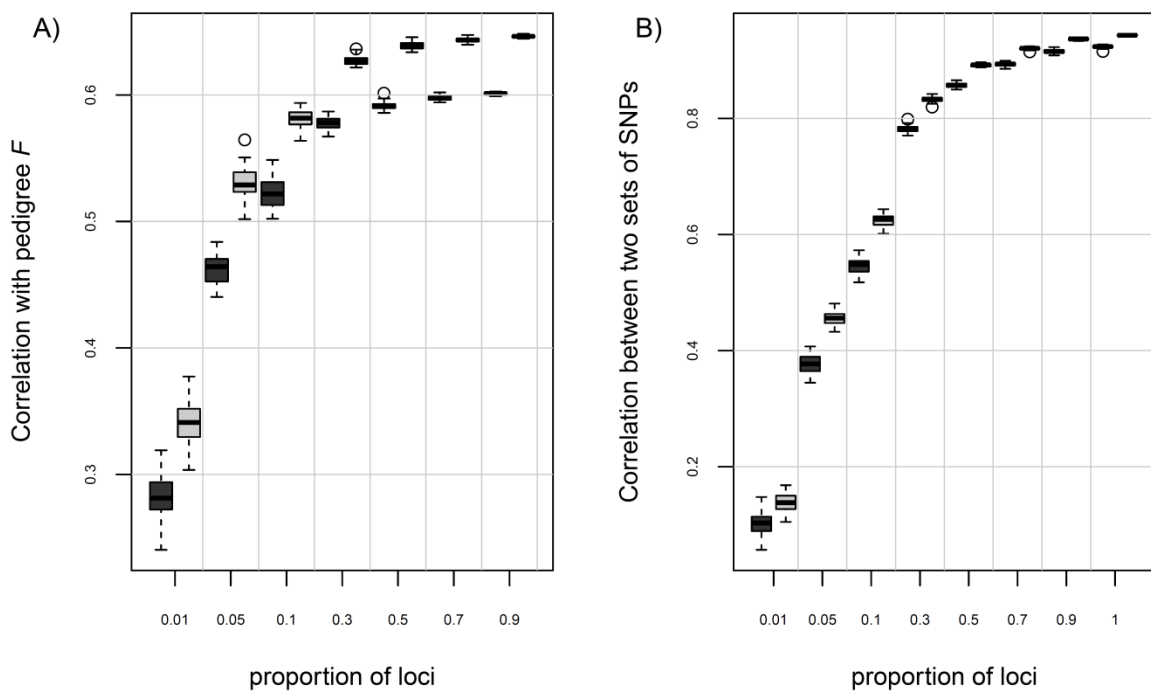 A)
Correlation with pedigree F
0.6
0.5
0.4
0.3
0.01 0.05 0.1 0.3 0.5 0.7 0.9
proportion of loci
B)
Correlation between two sets of SNPs
0.8
0.6
0.4
0.2
0.01 0.05 0.1 0.3 0.5 0.7 0.9 1
proportion of loci